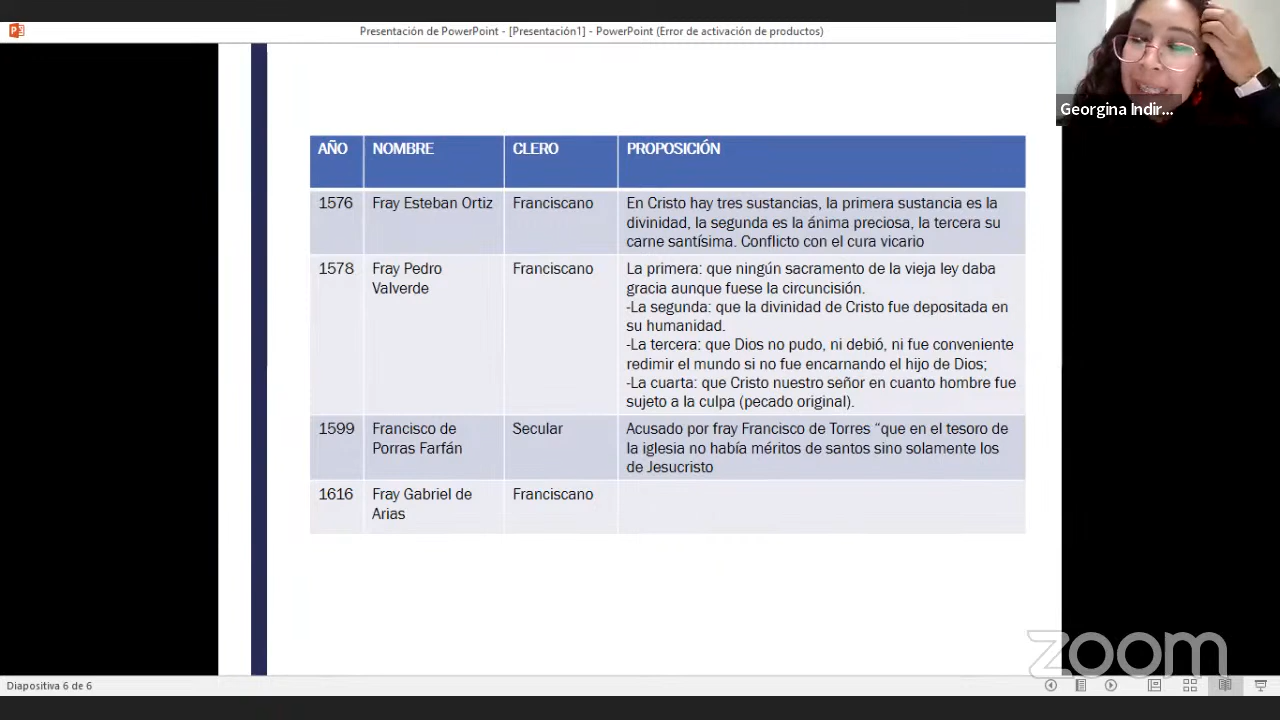 Presentación de PowerPoint - [Presentación1] - PowerPoint (Error de activación de productos)
Georgina Indir...
AÑO NOMBRE CLERO PROPOSICIÓN
1576 Fray Esteban Ortiz Franciscano En Cristo hay tres sustancias, la primera sustancia es la
divinidad, la segunda es la ánima preciosa, la tercera su
carne santísima. Conflicto con el cura vicario
1578 Fray Pedro Franciscano La primera: que ningún sacramento de la vieja ley daba
Valverde gracia aunque fuese la circuncisión.
-La segunda: que la divinidad de Cristo fue depositada en
su humanidad.
-La tercera: que Dios no pudo, ni debió, ni fue conveniente
redimir el mundo si no fue encarnando el hijo de Dios;
-La cuarta: que Cristo nuestro señor en cuanto hombre fue
sujeto a la culpa (pecado original).
1599 Francisco de Secular Acusado por fray Francisco de Torres “que en el tesoro de
Porras Farfán la iglesia no había méritos de santos sino solamente los
de Jesucristo
1616 Fray Gabriel de Franciscano
Arias
zoom
Diapositiva 6 de 6